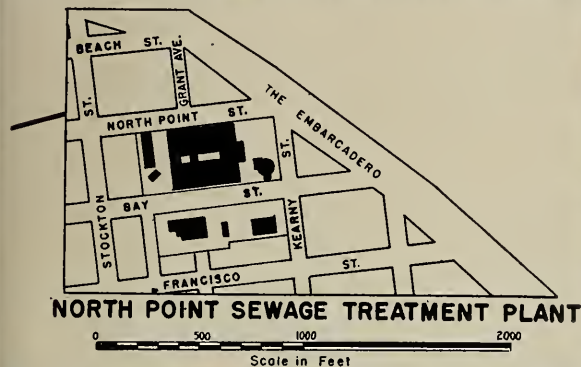 BEACH ST.
GRANT AVE.
THE EMBARCADERO
ST.
NORTH POINT ST.
ST.
BAY ST.
STOCKTON
KEARNY
FRANCISCO ST.
NORTH POINT SEWAGE TREATMENT PLANT
0 500 1000 2000
Scale in Feet